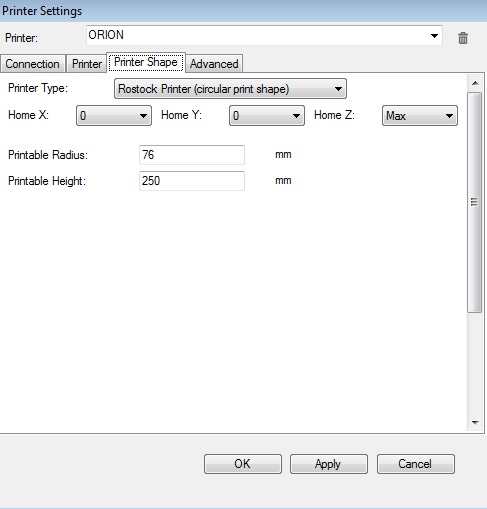 Printer Settings
Printer: ORION
Connection Printer Printer Shape Advanced
Printer Type: Rostock Printer (circular print shape)
Home X: 0 Home Y: 0 Home Z: Max
Printable Radius: 76 mm
Printable Height: 250 mm
OK Apply Cancel